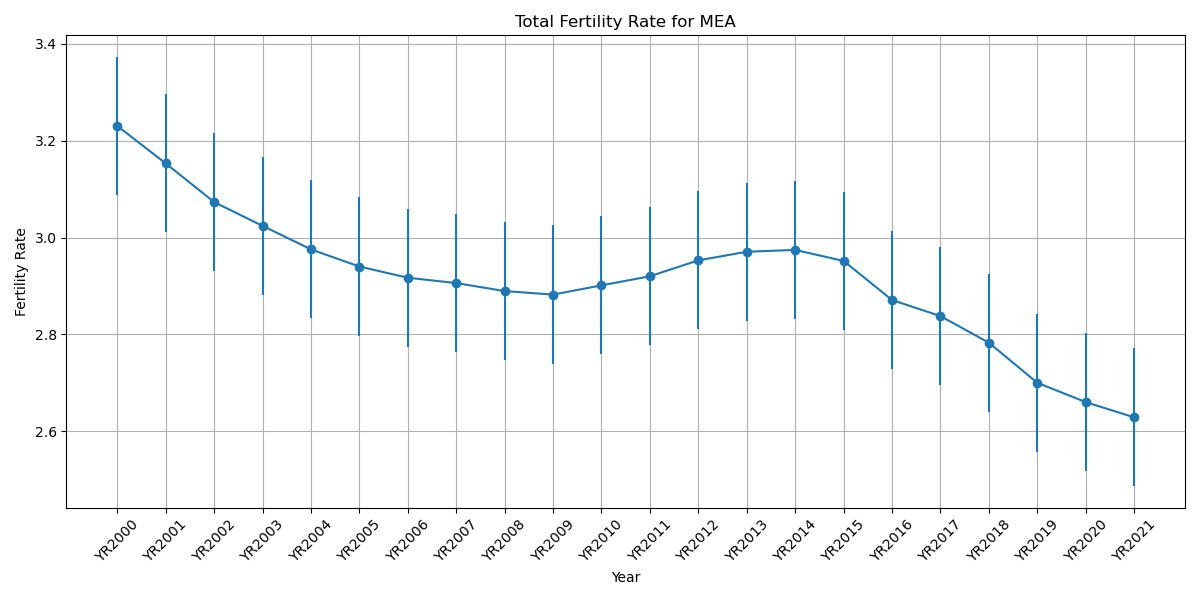 Total Fertility Rate for MEA
Fertility Rate
3.4
3.2
3.0
2.8
2.6
YR2000
YR2001
YR2002
YR2003
YR2004
YR2005
YR2006
YR2007
YR2008
YR2009
YR2010
YR2011
YR2012
YR2013
YR2014
YR2015
YR2016
YR2017
YR2018
YR2019
YR2020
YR2021
Year